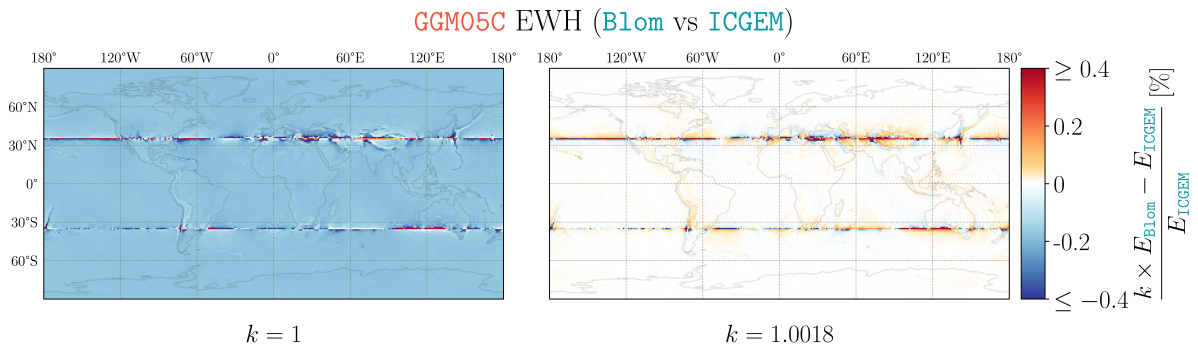 GGM05C EWH (Blom vs ICGEM)
180° 120°W 60°W 0° 60°E 120°E 180° 180° 120°W 60°W 0° 60°E 120°E 180°
60°N
30°N
0°
30°S
60°S
≥ 0.4
0.2
0
-0.2
≤ −0.4
k × E_Blom − E_ICGEM [%]
E_ICGEM
k = 1 k = 1.0018